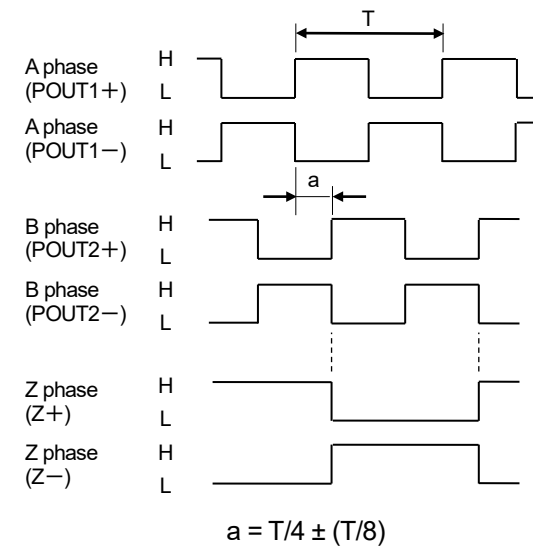 T
A phase
(POUT1+)
H
L
A phase
(POUT1−)
H
L
a
B phase
(POUT2+)
H
L
B phase
(POUT2−)
H
L
Z phase
(Z+)
H
L
Z phase
(Z−)
H
L
a = T/4 ± (T/8)